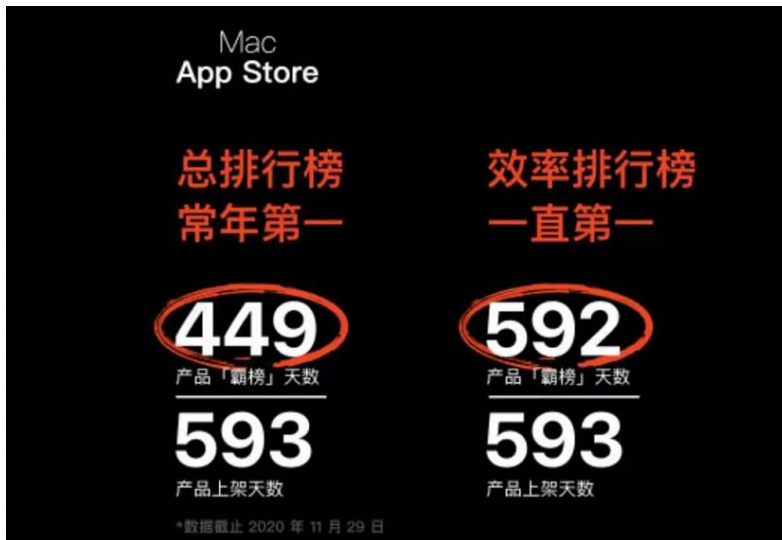 Mac
App Store
总排行榜
常年第一
449
产品「霸榜」天数
593
产品上架天数
效率排行榜
一直第一
592
产品「霸榜」天数
593
产品上架天数
*数据截止 2020 年 11 月 29 日